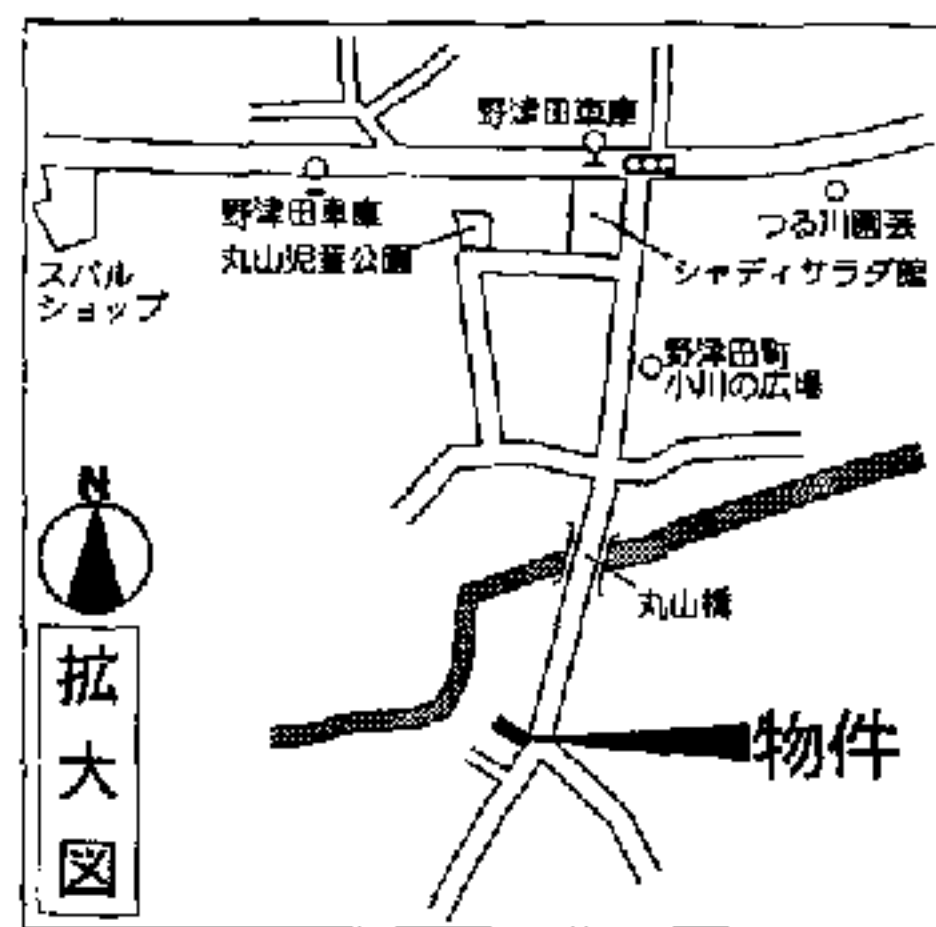 野津田車庫
野津田車庫
丸山児童公園
つる川園芸
シャディサラダ館
スバル
ショップ
野津田町
小川の広場
N
丸山橋
拡大図
物件